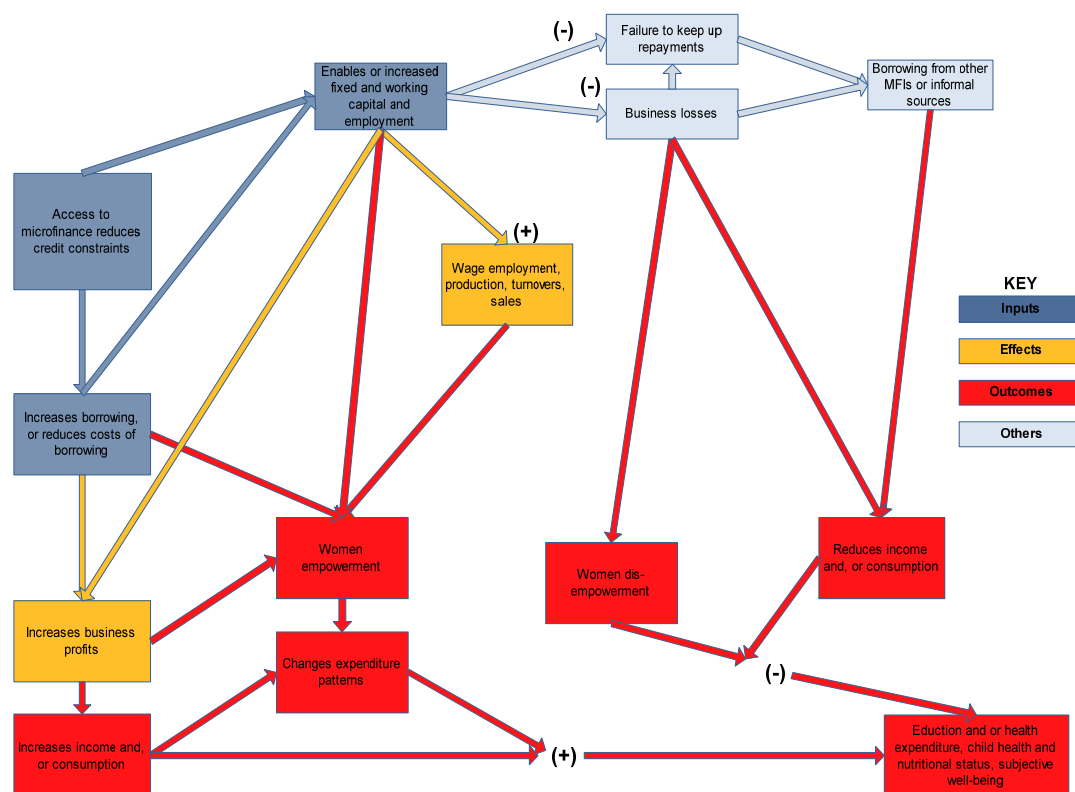 (-)
Failure to keep up
repayments
Enables or increased
fixed and working
capital and
employment
Borrowing from other
MFIs or informal
sources
(-)
Business losses
Access to
microfinance reduces
credit constraints
(+)
Wage employment,
production, turnovers,
sales
KEY
Inputs
Effects
Outcomes
Others
Increases borrowing,
or reduces costs of
borrowing
Women
empowerment
Women dis-
empowerment
Reduces income
and, or consumption
Increases business
profits
Changes expenditure
patterns
(-)
Increases income and,
or consumption
(+)
Eduction and or health
expenditure, child health and
nutritional status, subjective
well-being